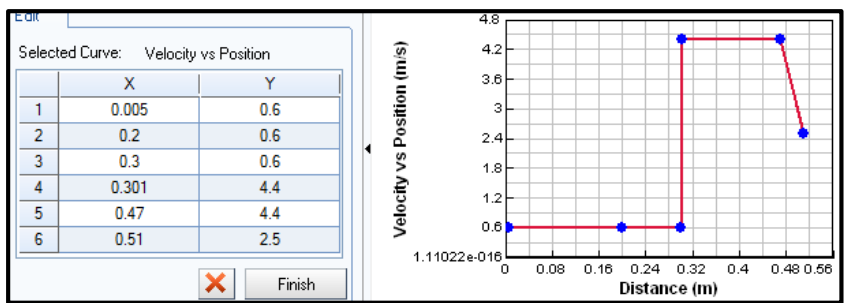 Edit
Selected Curve: Velocity vs Position
X Y
1 0.005 0.6
2 0.2 0.6
3 0.3 0.6
4 0.301 4.4
5 0.47 4.4
6 0.51 2.5
Finish
Velocity vs Position (m/s)
4.8
4.2
3.6
3
2.4
1.8
1.2
0.6
1.11022e-016
0 0.08 0.16 0.24 0.32 0.4 0.48 0.56
Distance (m)